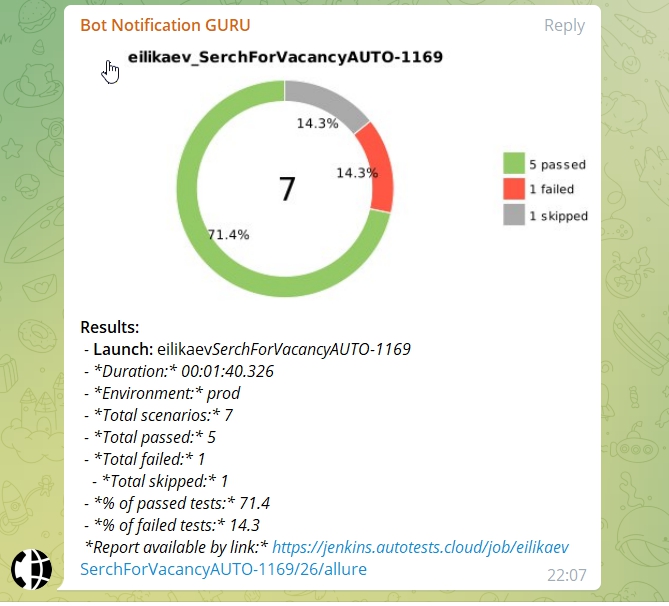 Bot Notification GURU
Reply
eilikaev_SerchForVacancyAUTO-1169
14.3%
14.3%
7
71.4%
5 passed
1 failed
1 skipped
Results:
- Launch: eilikaevSerchForVacancyAUTO-1169
- *Duration:* 00:01:40.326
- *Environment:* prod
- *Total scenarios:* 7
- *Total passed:* 5
- *Total failed:* 1
- *Total skipped:* 1
- *% of passed tests:* 71.4
- *% of failed tests:* 14.3
*Report available by link:* https://jenkins.autotests.cloud/job/eilikaev
SerchForVacancyAUTO-1169/26/allure
22:07